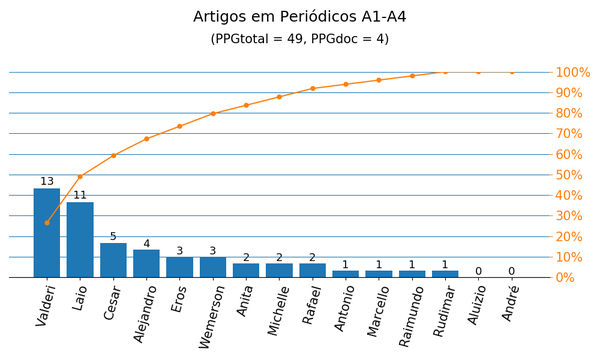 Artigos em Periódicos A1-A4
(PPGtotal = 49, PPGdoc = 4)
100%
90%
80%
70%
60%
50%
40%
30%
20%
10%
0%
13
11
5
4
3
3
2
2
2
1
1
1
1
0
0
Valderi
Laio
Cesar
Alejandro
Eros
Wemerson
Anita
Michelle
Rafael
Antonio
Marcello
Raimundo
Rudimar
Aluizio
André